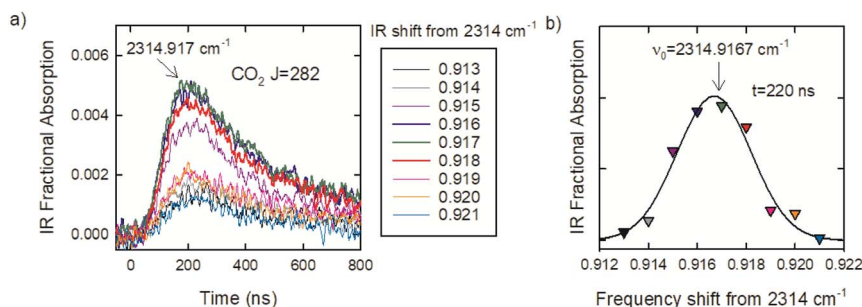 a)
IR Fractional Absorption
0.006
0.004
0.002
0.000
2314.917 cm⁻¹
CO₂ J=282
0
200
400
600
800
Time (ns)
IR shift from 2314 cm⁻¹
0.913
0.914
0.915
0.916
0.917
0.918
0.919
0.920
0.921
b)
IR Fractional Absorption
ν₀=2314.9167 cm⁻¹
t=220 ns
0.912
0.914
0.916
0.918
0.920
0.922
Frequency shift from 2314 cm⁻¹